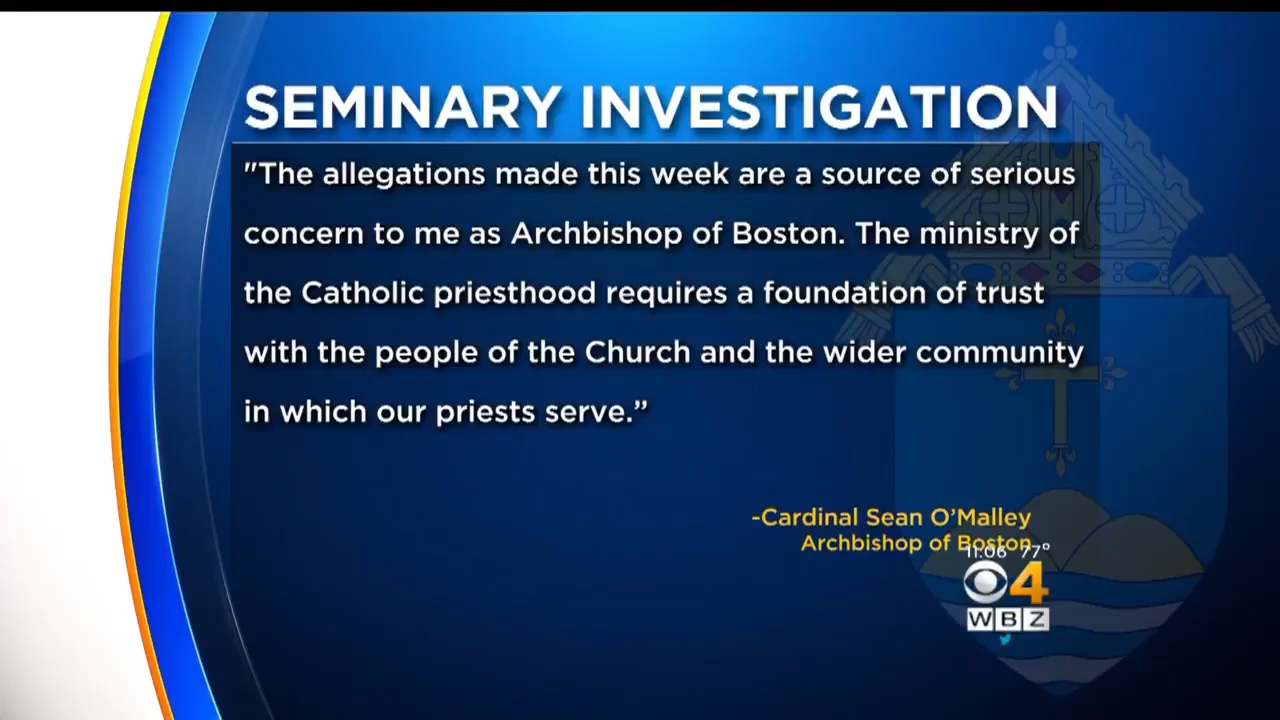 SEMINARY INVESTIGATION
"The allegations made this week are a source of serious
concern to me as Archbishop of Boston. The ministry of
the Catholic priesthood requires a foundation of trust
with the people of the Church and the wider community
in which our priests serve.”
-Cardinal Sean O’Malley
Archbishop of Boston
11:06 77°
4
WBZ